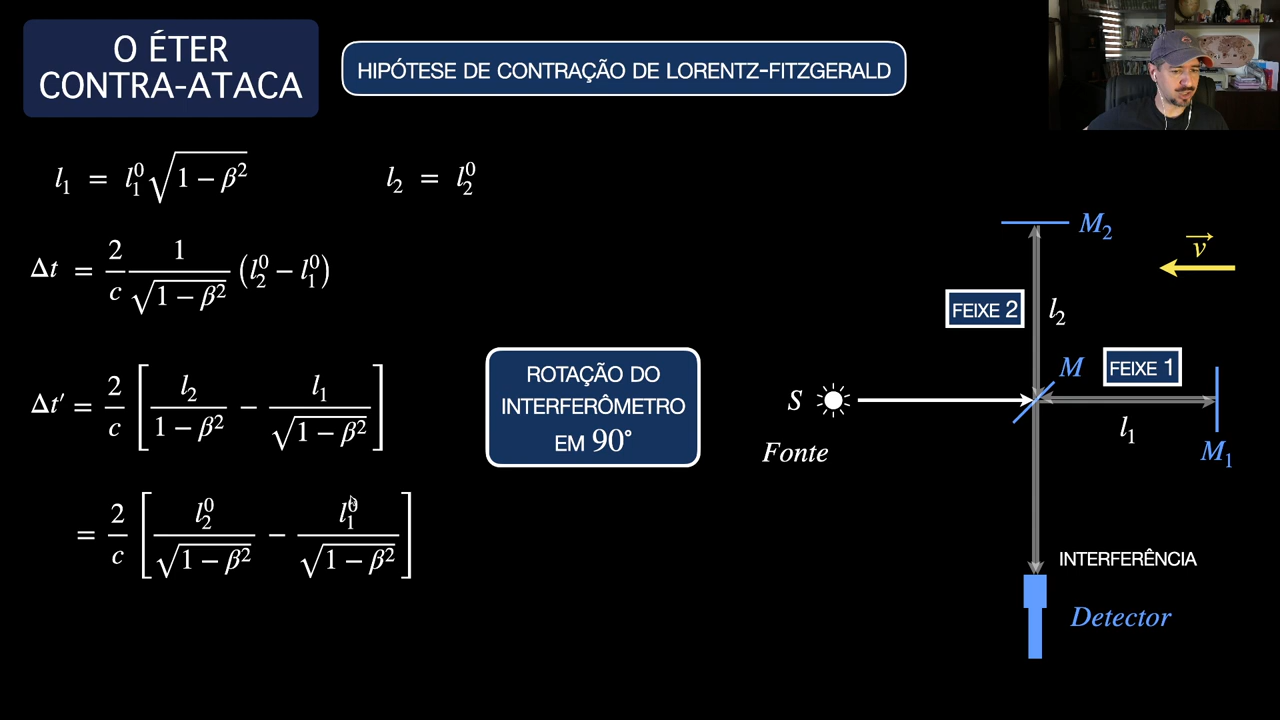 O ÉTER
CONTRA-ATACA
HIPÓTESE DE CONTRAÇÃO DE LORENTZ-FITZGERALD
l₁ = l₁⁰ √(1 − β²)
l₂ = l₂⁰
Δt = 2/c 1/√(1 − β²) (l₂⁰ − l₁⁰)
Δt′ = 2/c [ l₂/(1 − β²) − l₁/√(1 − β²) ]
= 2/c [ l₂⁰/√(1 − β²) − l₁⁰/√(1 − β²) ]
ROTAÇÃO DO
INTERFERÔMETRO
EM 90°
M₂
v⃗
FEIXE 2
l₂
M
FEIXE 1
S
l₁
Fonte
M₁
INTERFERÊNCIA
Detector